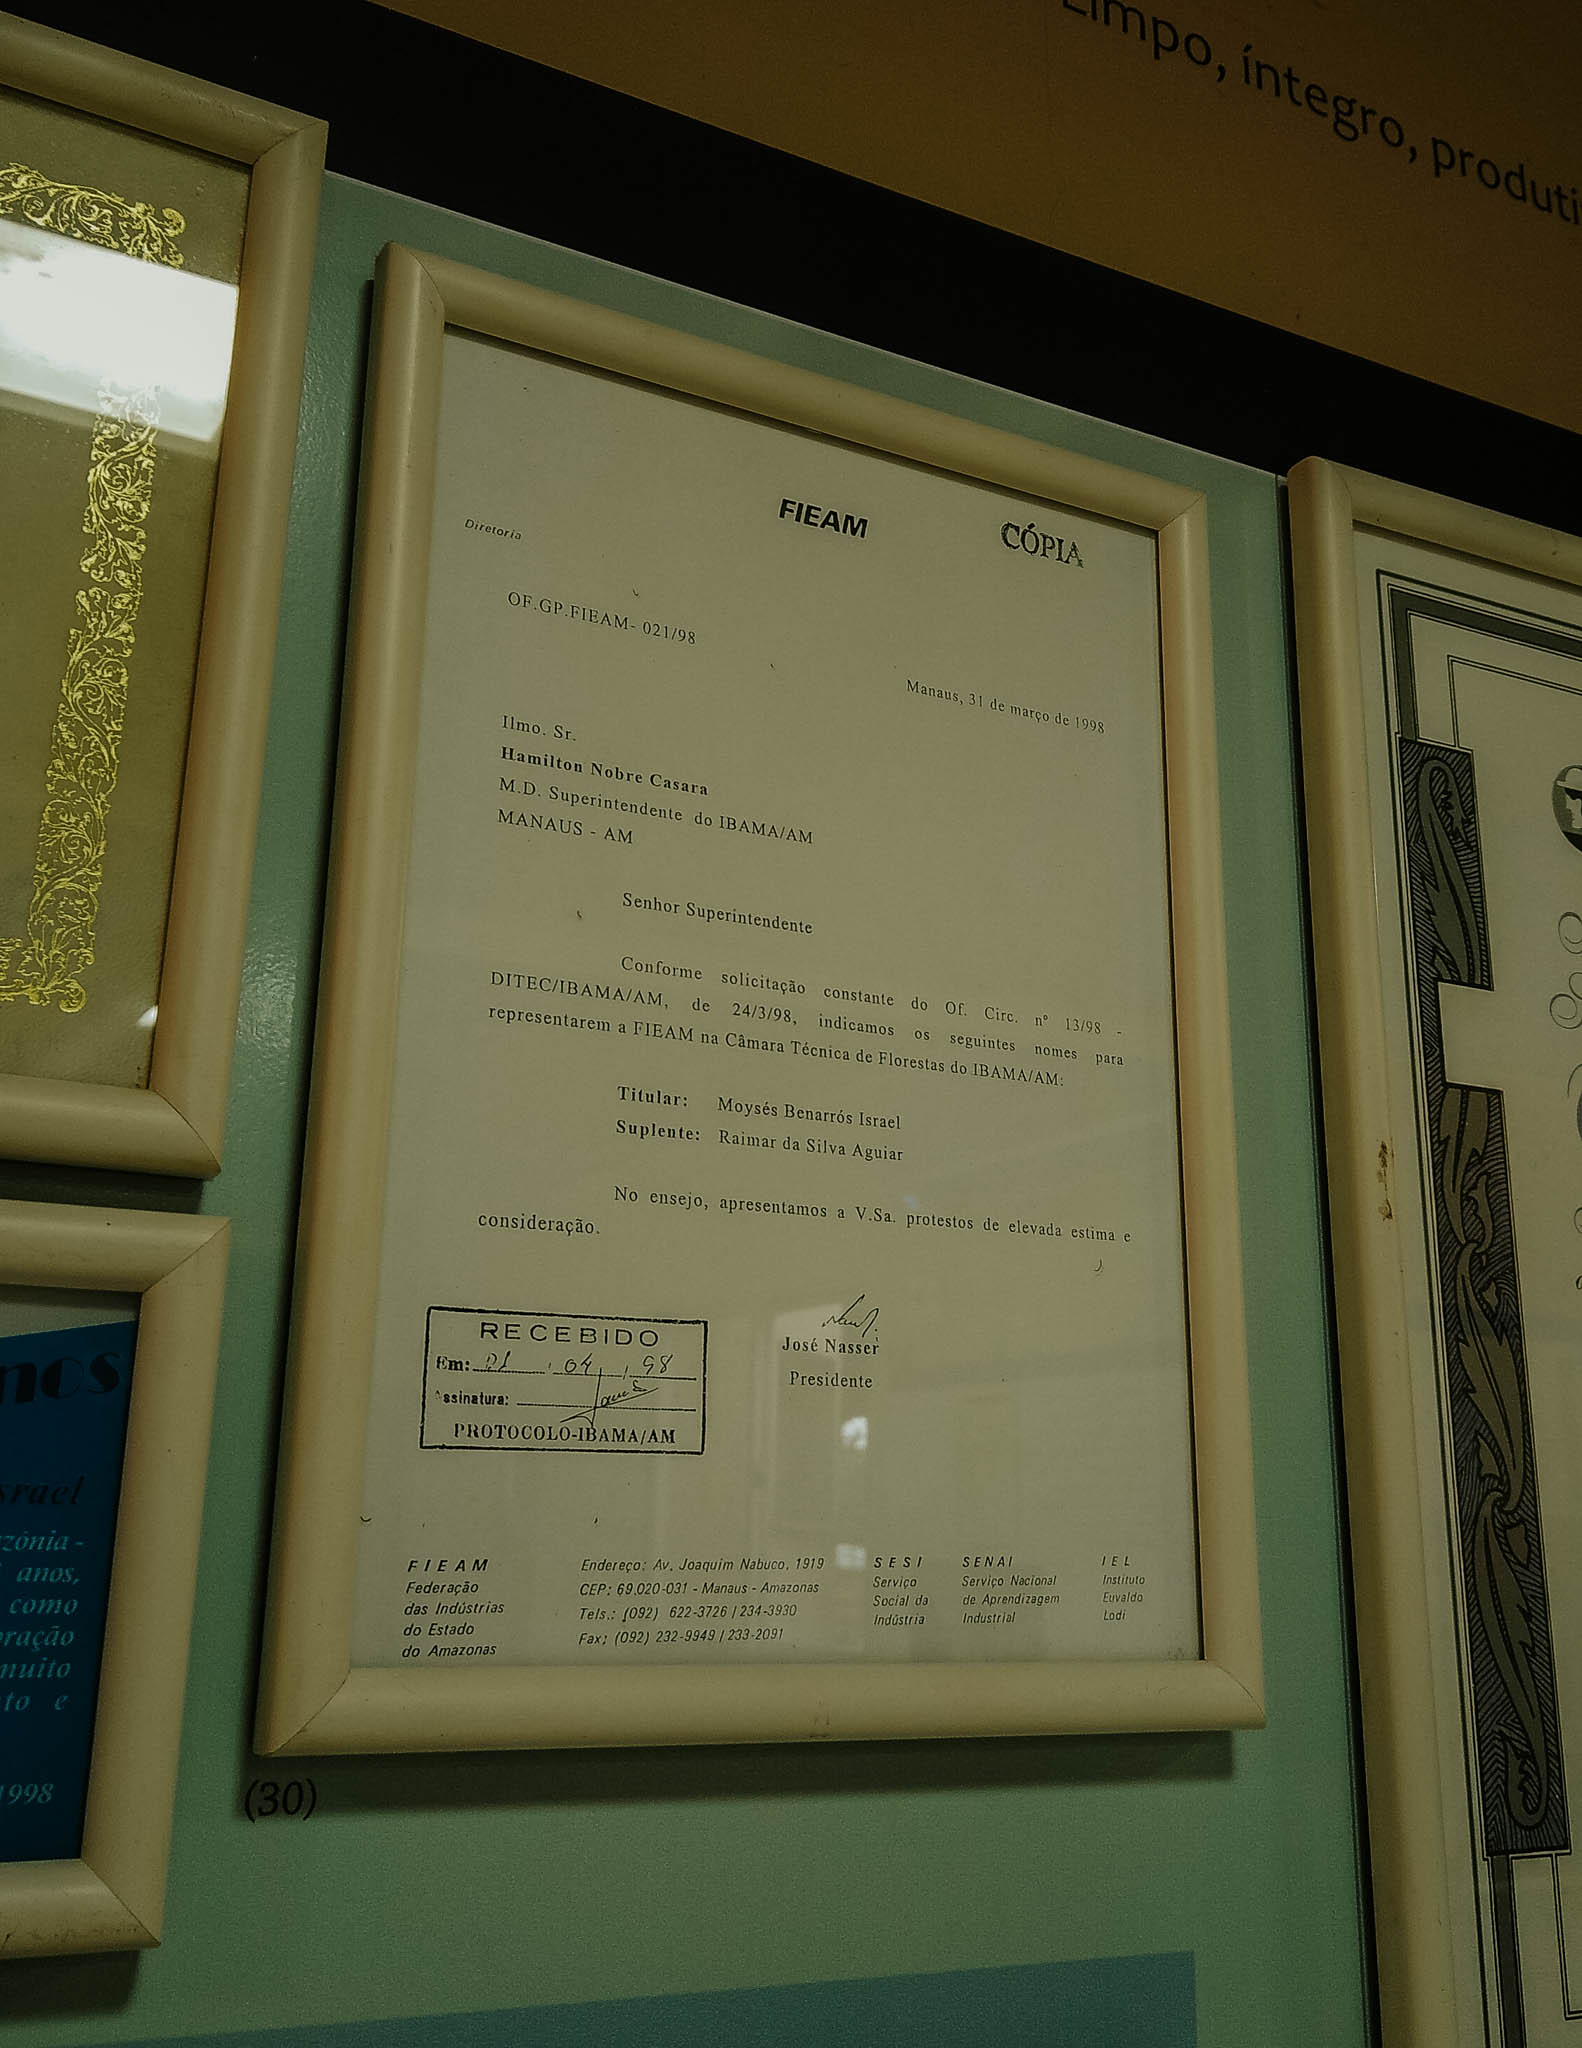 Limpo, íntegro, produti
Diretoria
FIEAM
CÓPIA
OF.GP.FIEAM- 021/98
Manaus, 31 de março de 1998
Ilmo. Sr.
Hamilton Nobre Casara
M.D. Superintendente do IBAMA/AM
MANAUS - AM
Senhor Superintendente
Conforme solicitação constante do Of. Circ. nº 13/98 -
DITEC/IBAMA/AM, de 24/3/98, indicamos os seguintes nomes para
representarem a FIEAM na Câmara Técnica de Florestas do IBAMA/AM:
Titular: Moysés Benarrós Israel
Suplente: Raimar da Silva Aguiar
No ensejo, apresentamos a V.Sa. protestos de elevada estima e
consideração.
José Nasser
Presidente
RECEBIDO
Em: 01 . 04 , 98
Assinatura:
PROTOCOLO-IBAMA/AM
FIEAM
Federação
das Indústrias
do Estado
do Amazonas
Endereço: Av. Joaquim Nabuco, 1919
CEP: 69.020-031 - Manaus - Amazonas
Tels.: (092) 622-3726 / 234-3930
Fax: (092) 232-9949 / 233-2091
SESI
Serviço
Social da
Indústria
SENAI
Serviço Nacional
de Aprendizagem
Industrial
IEL
Instituto
Euvaldo
Lodi
(30)
nos
srael
zônia -
anos,
como
oração
muito
to e
1998